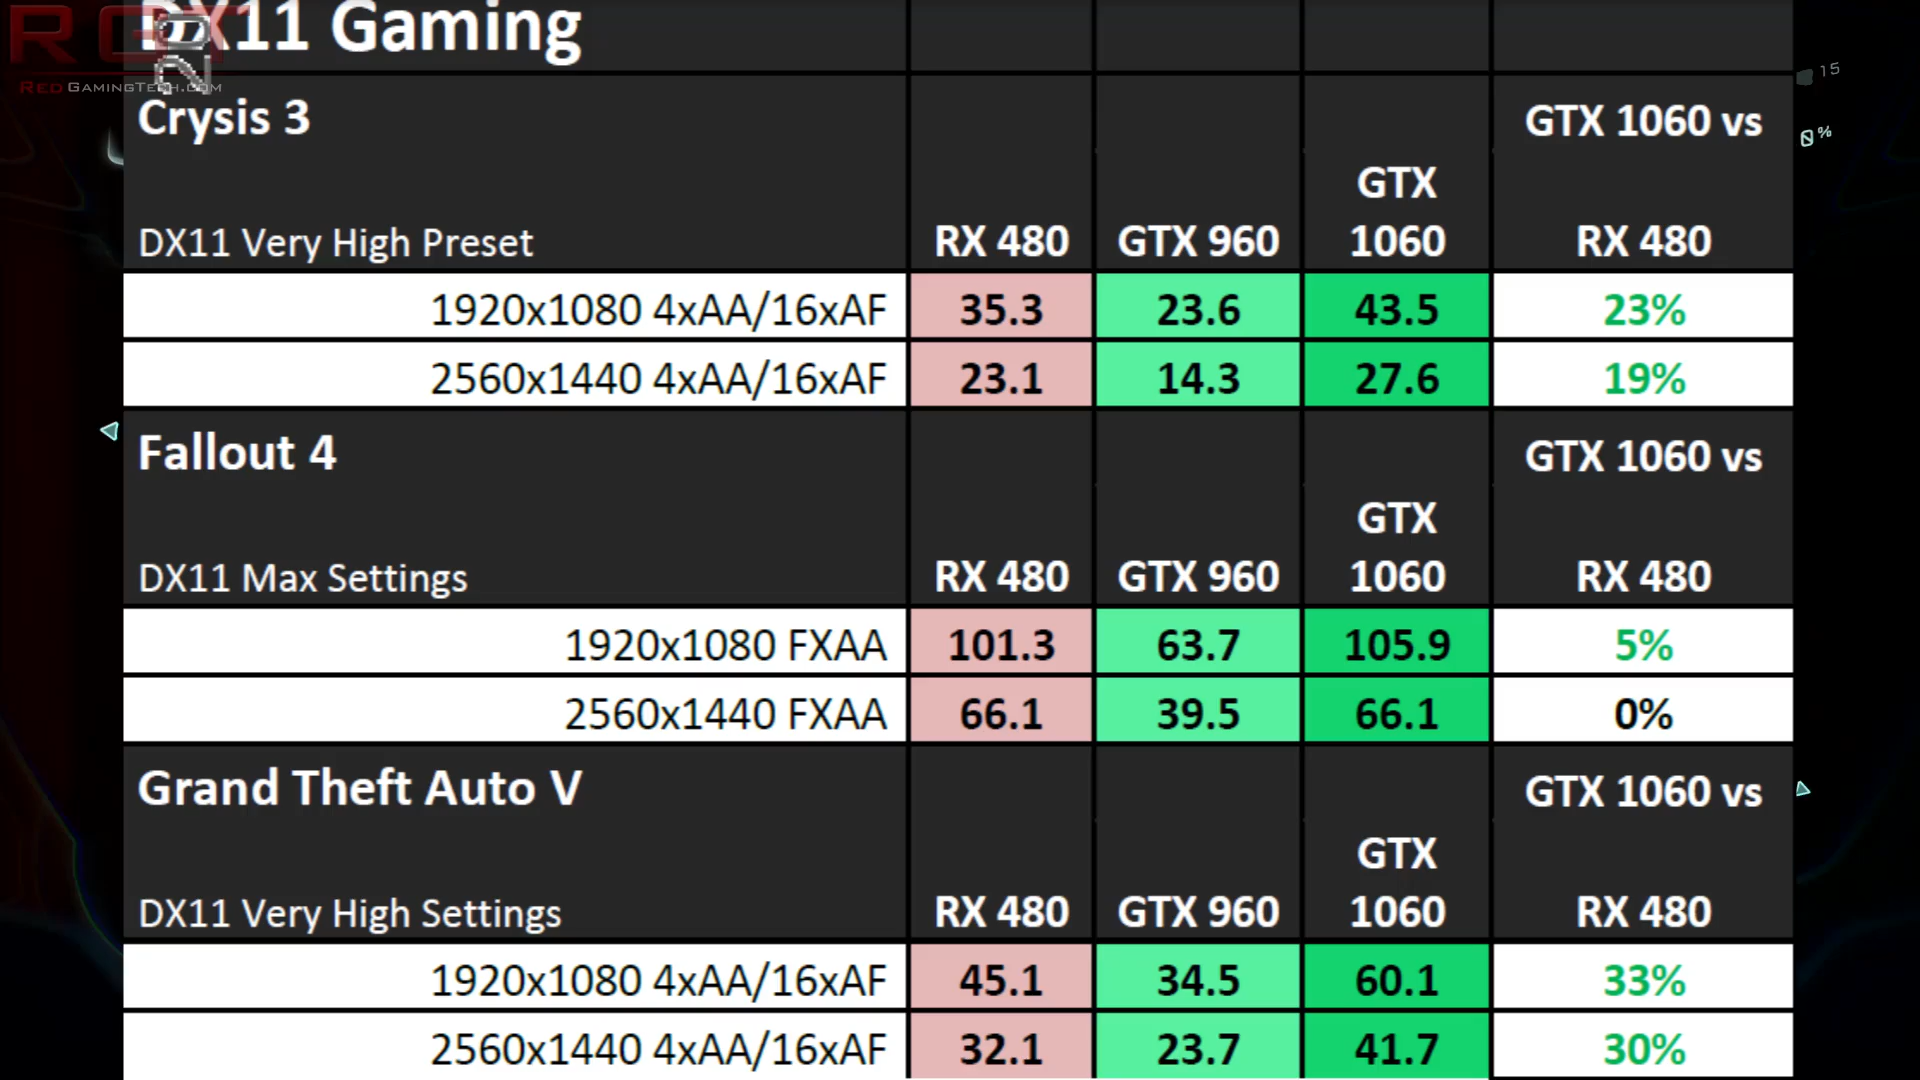 DX11 Gaming
RED GAMINGTECH.COM
15
0%
Crysis 3
GTX 1060 vs
GTX
DX11 Very High Preset RX 480 GTX 960 1060 RX 480
1920x1080 4xAA/16xAF 35.3 23.6 43.5 23%
2560x1440 4xAA/16xAF 23.1 14.3 27.6 19%
Fallout 4 GTX 1060 vs
GTX
DX11 Max Settings RX 480 GTX 960 1060 RX 480
1920x1080 FXAA 101.3 63.7 105.9 5%
2560x1440 FXAA 66.1 39.5 66.1 0%
Grand Theft Auto V GTX 1060 vs
GTX
DX11 Very High Settings RX 480 GTX 960 1060 RX 480
1920x1080 4xAA/16xAF 45.1 34.5 60.1 33%
2560x1440 4xAA/16xAF 32.1 23.7 41.7 30%